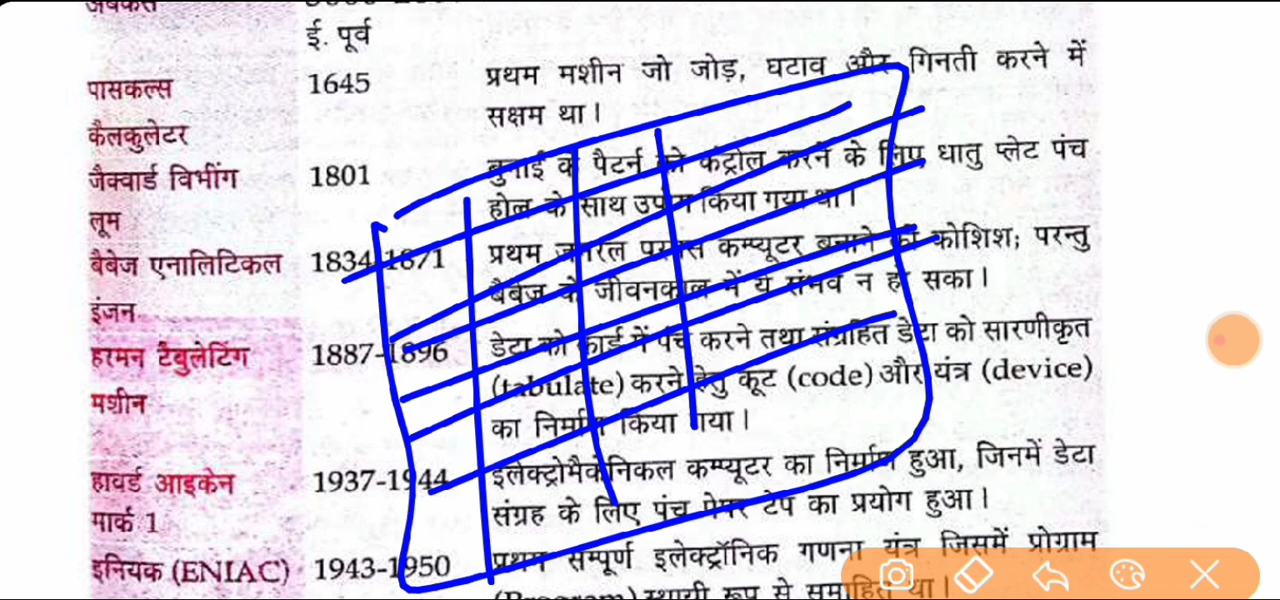 ई. पूर्व
पासकल्स 1645 प्रथम मशीन जो जोड़, घटाव और गिनती करने में
कैलकुलेटर सक्षम था।
जैक्वार्ड विभींग 1801 बुनाई के पैटर्न को कंट्रोल करने के लिए धातु प्लेट पंच
लूम होल के साथ उपयोग किया गया था।
बैबेज एनालिटिकल 1834-1871 प्रथम जनरल परपस कम्प्यूटर बनाने की कोशिश; परन्तु
इंजन बैबेज के जीवनकाल में ये संभव न हो सका।
हरमन टैबुलेटिंग 1887-1896 डेटा को कार्ड में पंच करने तथा संग्रहित डेटा को सारणीकृत
मशीन (tabulate) करने हेतु कूट (code) और यंत्र (device)
का निर्माण किया गया।
हावर्ड आइकेन 1937-1944 इलेक्ट्रोमैकेनिकल कम्प्यूटर का निर्माण हुआ, जिनमें डेटा
मार्क 1 संग्रह के लिए पंच पेपर टेप का प्रयोग हुआ।
इनियक (ENIAC) 1943-1950 प्रथम सम्पूर्ण इलेक्ट्रॉनिक गणना यंत्र जिसमें प्रोग्राम
(Program) स्थायी रूप से समाहित था।